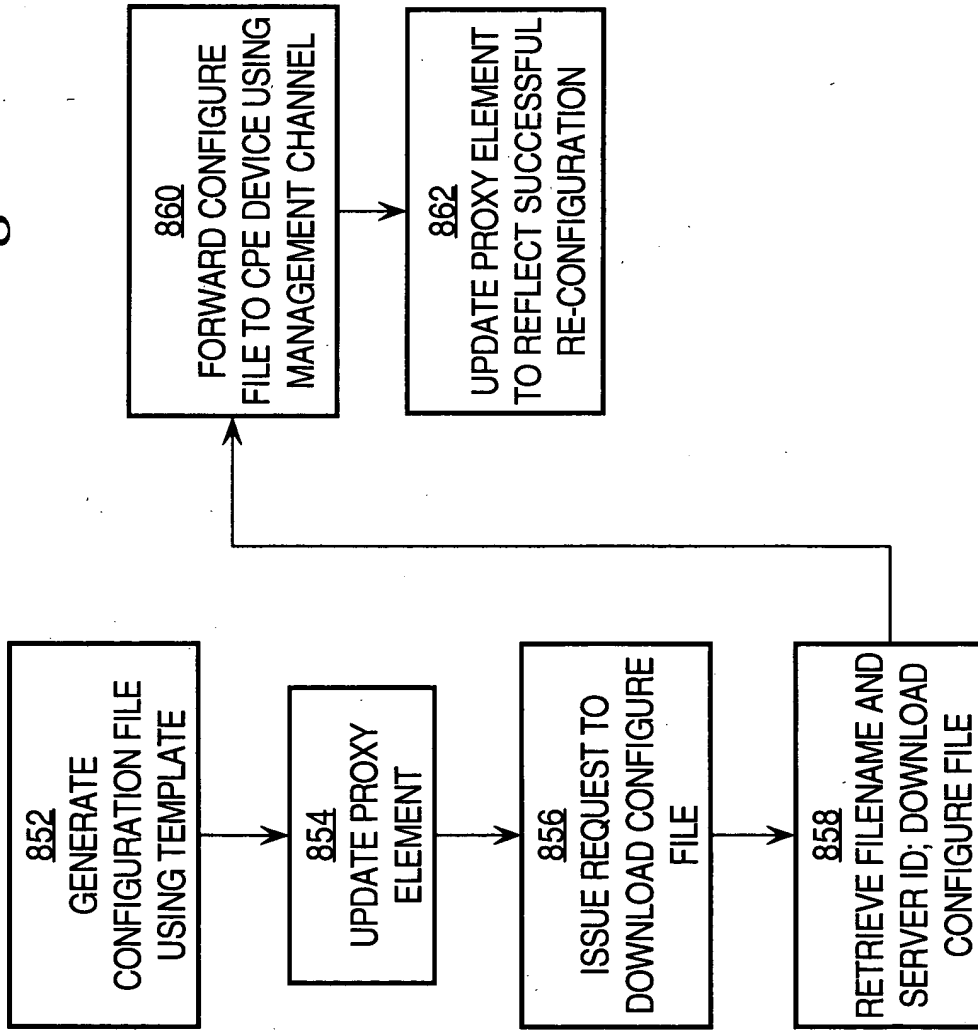 852
GENERATE
CONFIGURATION FILE
USING TEMPLATE
854
UPDATE PROXY
ELEMENT
856
ISSUE REQUEST TO
DOWNLOAD CONFIGURE
FILE
858
RETRIEVE FILENAME AND
SERVER ID; DOWNLOAD
CONFIGURE FILE
860
FORWARD CONFIGURE
FILE TO CPE DEVICE USING
MANAGEMENT CHANNEL
862
UPDATE PROXY ELEMENT
TO REFLECT SUCCESSFUL
RE-CONFIGURATION